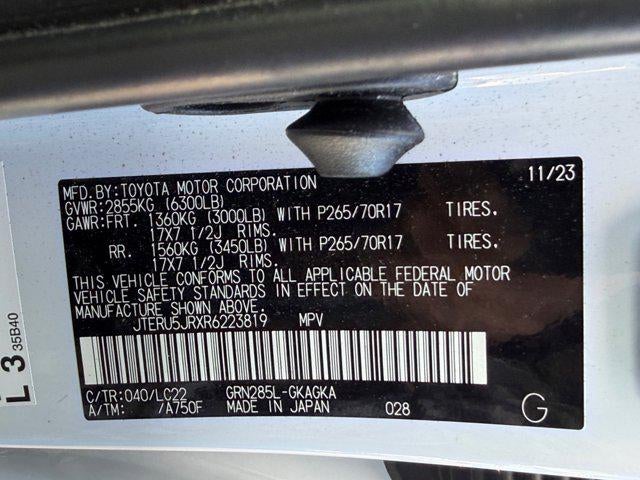 MFD. BY: TOYOTA MOTOR CORPORATION 11/23
GVWR: 2855KG (6300LB)
GAWR: FRT. 1360KG (3000LB) WITH P265/70R17 TIRES.
17X7 1/2J RIMS.
RR. 1560KG (3450LB) WITH P265/70R17 TIRES.
17X7 1/2J RIMS.
THIS VEHICLE CONFORMS TO ALL APPLICABLE FEDERAL MOTOR
VEHICLE SAFETY STANDARDS IN EFFECT ON THE DATE OF
MANUFACTURE SHOWN ABOVE.
JTERU5JRXR6223819 MPV
C/TR: 040/LC22 GRN285L-GKAGKA
A/TM: /A750F MADE IN JAPAN 028 G
L 3 35B40